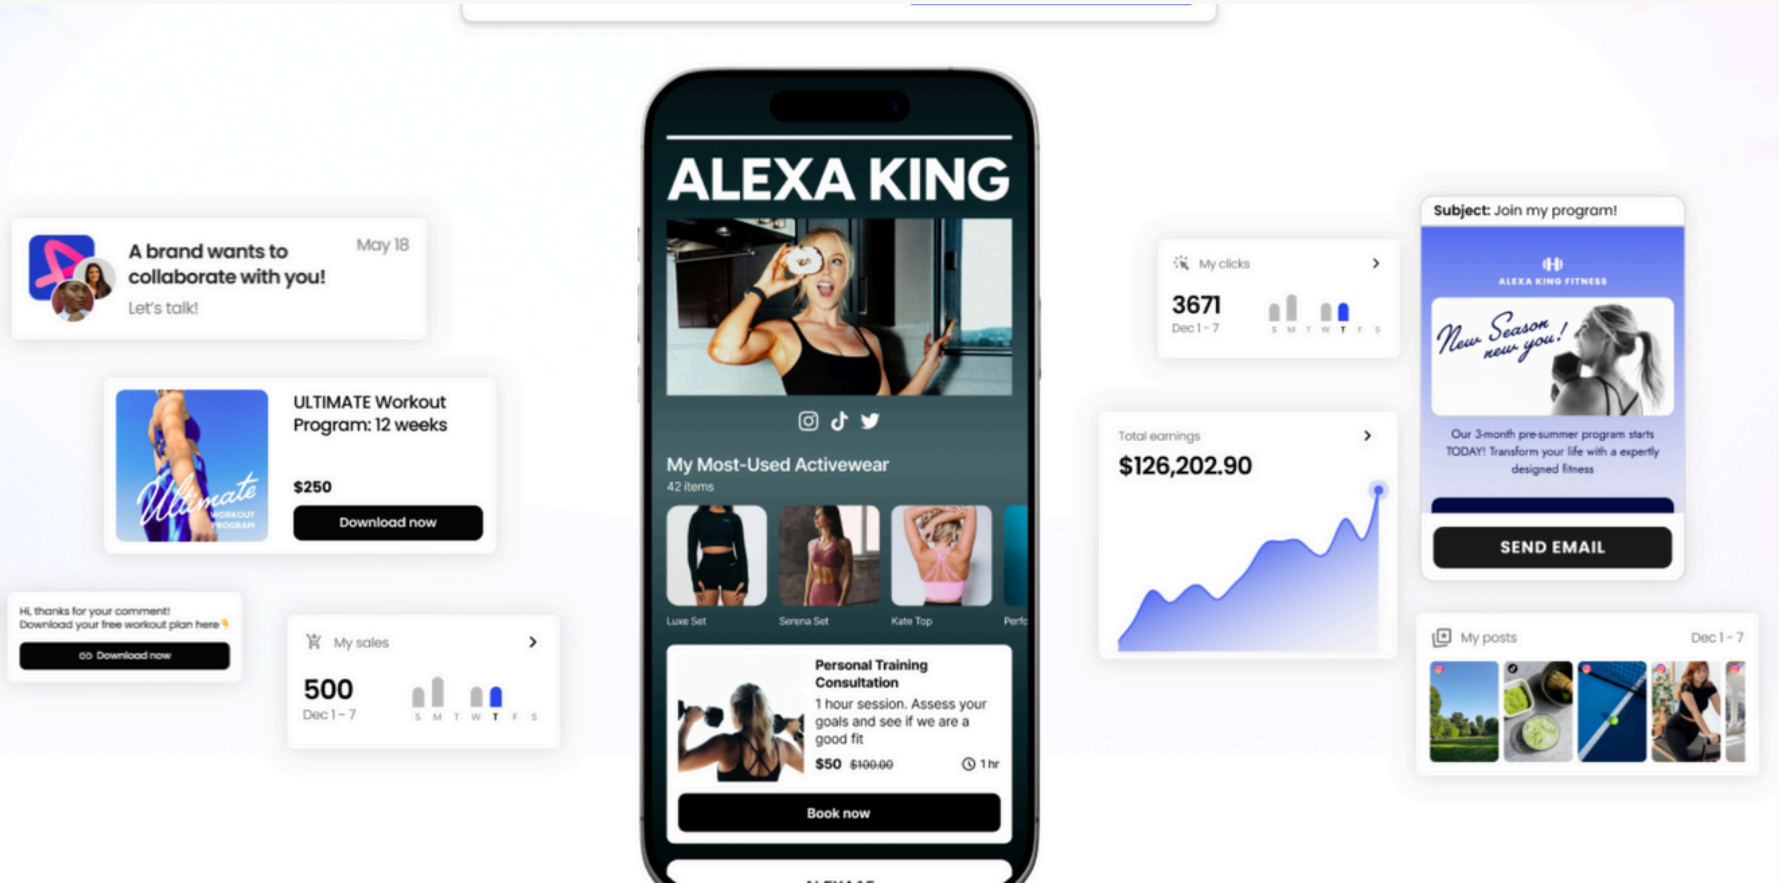 A brand wants to
collaborate with you!
May 18
Let's talk!
ULTIMATE Workout
Program: 12 weeks
$250
Download now
Ultimate
WORKOUT
PROGRAM
Hi, thanks for your comment!
Download your free workout plan here👇
Download now
My sales
500
Dec 1 - 7
S M T W T F S
ALEXA KING
My Most-Used Activewear
42 items
Luxe Set
Serena Set
Kate Top
Perfo
Personal Training
Consultation
1 hour session. Assess your
goals and see if we are a
good fit
$50 $100.00 1 hr
Book now
My clicks
3671
Dec 1 - 7
S M T W T F S
Total earnings
$126,202.90
Subject: Join my program!
ALEXA KING FITNESS
New Season
new you!
Our 3-month pre-summer program starts
TODAY! Transform your life with a expertly
designed fitness
SEND EMAIL
My posts
Dec 1 - 7